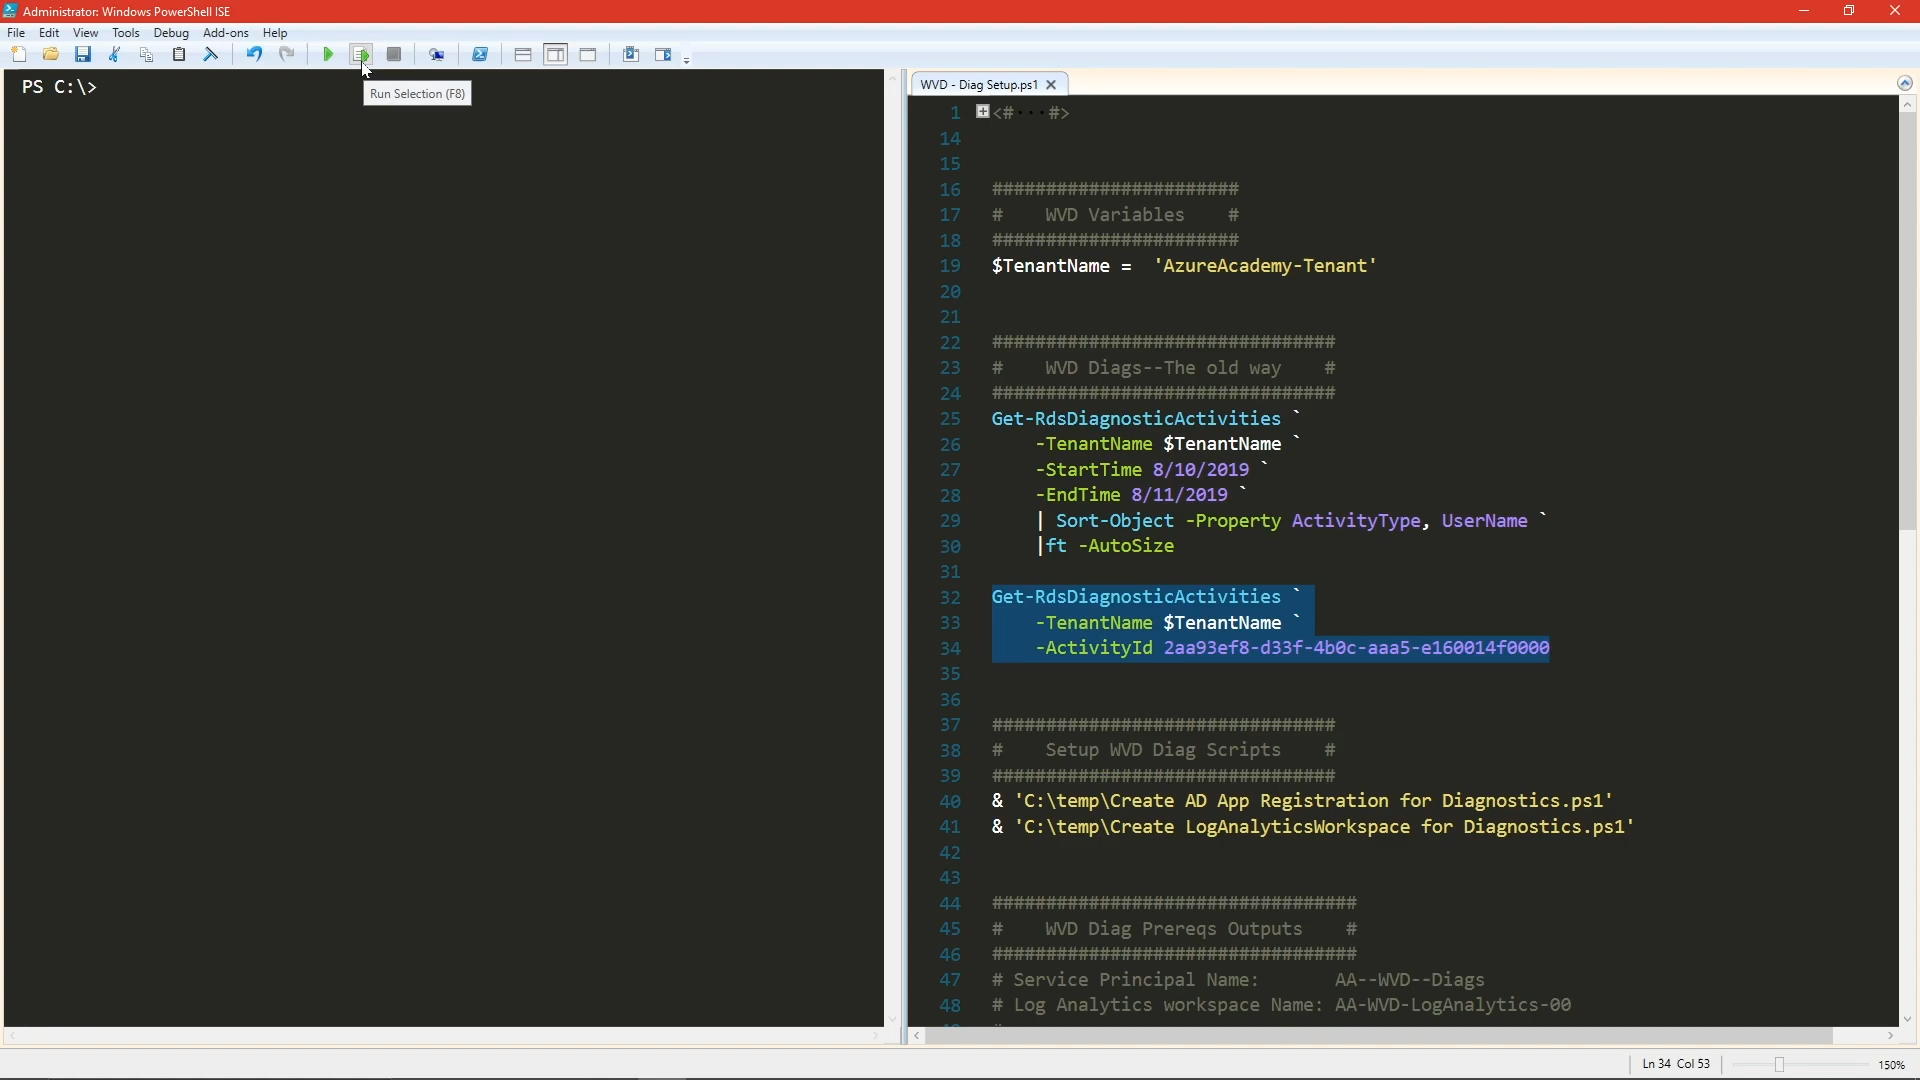 Administrator: Windows PowerShell ISE
File Edit View Tools Debug Add-ons Help
PS C:\>
Run Selection (F8)
WVD - Diag Setup.ps1
1 <#···#>
14
15
16 #######################
17 #    WVD Variables    #
18 #######################
19 $TenantName =  'AzureAcademy-Tenant'
20
21
22 ################################
23 #    WVD Diags--The old way    #
24 ################################
25 Get-RdsDiagnosticActivities `
26     -TenantName $TenantName `
27     -StartTime 8/10/2019 `
28     -EndTime 8/11/2019 `
29     | Sort-Object -Property ActivityType, UserName `
30     |ft -AutoSize
31
32 Get-RdsDiagnosticActivities `
33     -TenantName $TenantName `
34     -ActivityId 2aa93ef8-d33f-4b0c-aaa5-e160014f0000
35
36
37 ################################
38 #    Setup WVD Diag Scripts    #
39 ################################
40 & 'C:\temp\Create AD App Registration for Diagnostics.ps1'
41 & 'C:\temp\Create LogAnalyticsWorkspace for Diagnostics.ps1'
42
43
44 ##################################
45 #    WVD Diag Prereqs Outputs    #
46 ##################################
47 # Service Principal Name:       AA--WVD--Diags
48 # Log Analytics workspace Name: AA-WVD-LogAnalytics-00
Ln 34 Col 53
150%